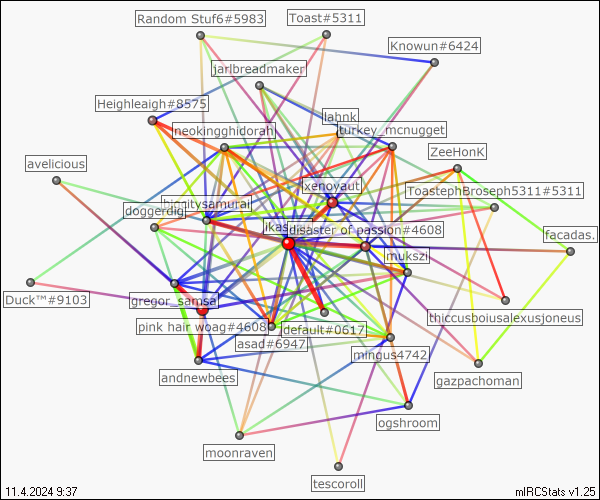 Random Stuf6#5983
Toast#5311
Knowun#6424
jarlbreadmaker
Heighleaigh#8575
lahnk
neokingghidorah
turkey_mcnugget
ZeeHonK
avelicious
xenovaut
ToastephBroseph5311#5311
doggerdig
disaster of passion#4608
facadas.
mukszi
Duck™#9103
gregor_samsa
thiccusboiusalexusjoneus
pink hair woag#4608
default#0617
asad#6947
mingus4742
andnewbees
gazpachoman
ogshroom
moonraven
tescoroll
11.4.2024 9:37
mIRCStats v1.25